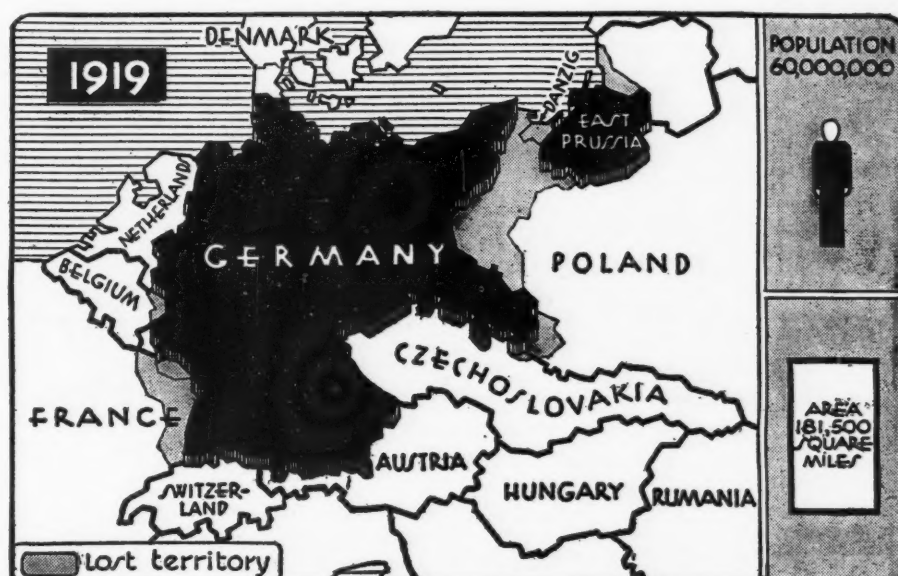 1919
DENMARK
DANZIG
EAST
PRUSSIA
NETHERLAND
BELGIUM
GERMANY
POLAND
CZECHOSLOVAKIA
FRANCE
AUSTRIA
SWITZER-
LAND
HUNGARY
RUMANIA
Lost territory
POPULATION
60,000,000
AREA
181,500
SQUARE
MILES